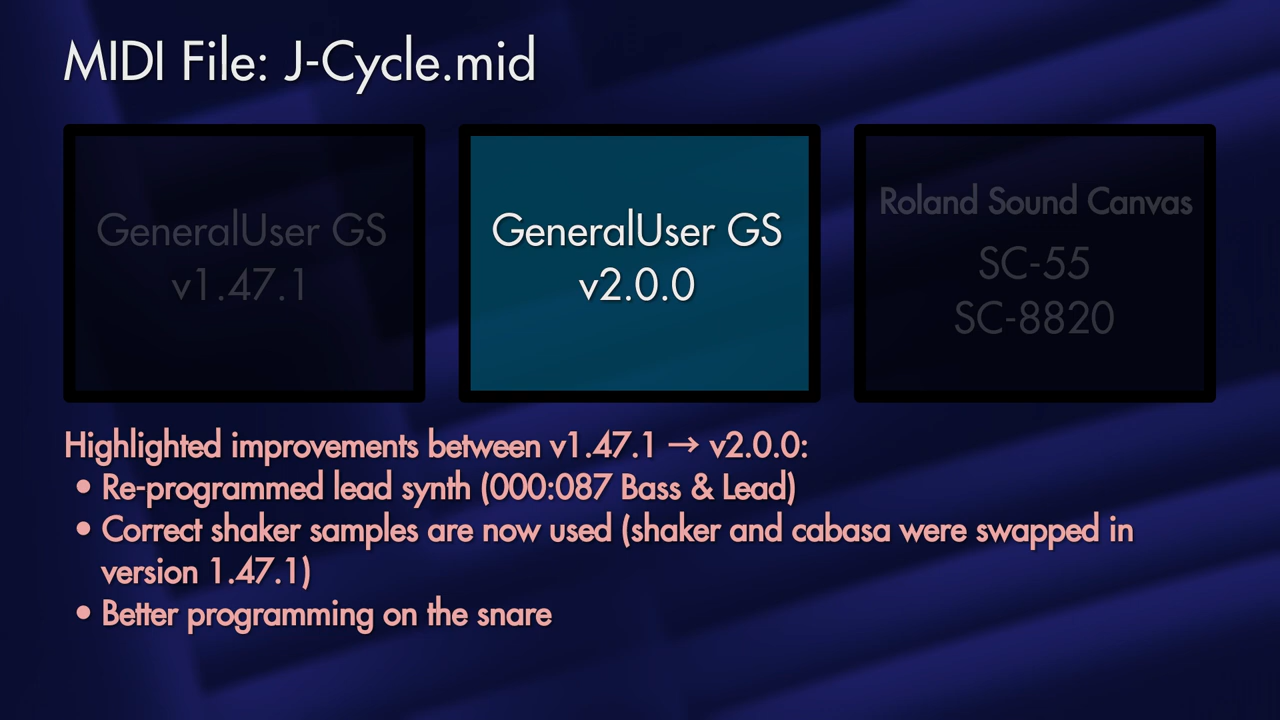 MIDI File: J-Cycle.mid
GeneralUser GS
v1.47.1
GeneralUser GS
v2.0.0
Roland Sound Canvas
SC-55
SC-8820
Highlighted improvements between v1.47.1 → v2.0.0:
• Re-programmed lead synth (000:087 Bass & Lead)
• Correct shaker samples are now used (shaker and cabasa were swapped in
version 1.47.1)
• Better programming on the snare